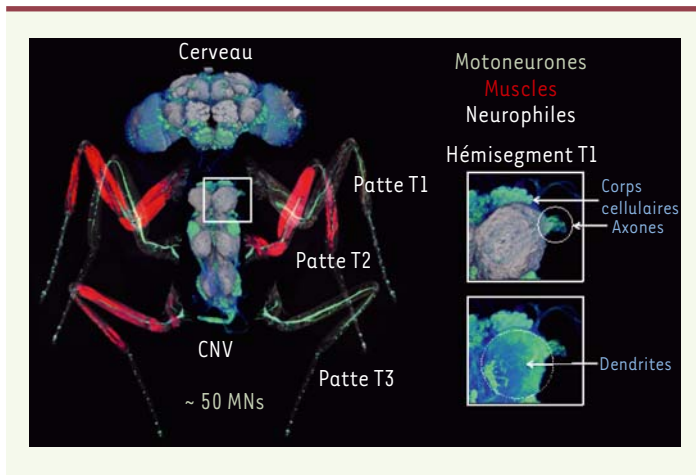 Cerveau
Motoneurones
Muscles
Neurophiles
Hémisegment T1
Corps
cellulaires
Axones
Patte T1
Patte T2
CNV
Patte T3
~ 50 MNs
Dendrites